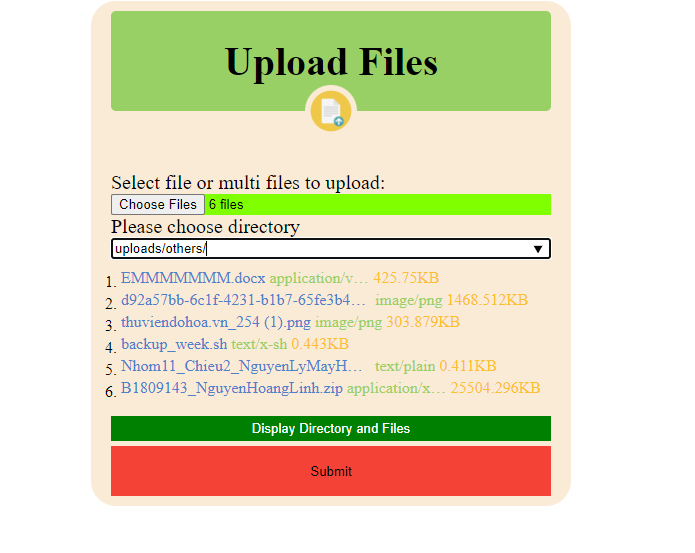 Upload Files
Select file or multi files to upload:
Choose Files 6 files
Please choose directory
uploads/others/
1. EMMMMMMM.docx application/v... 425.75KB
2. d92a57bb-6c1f-4231-b1b7-65fe3b4... image/png 1468.512KB
3. thuviendohoa.vn_254 (1).png image/png 303.879KB
4. backup_week.sh text/x-sh 0.443KB
5. Nhom11_Chieu2_NguyenLyMayH... text/plain 0.411KB
6. B1809143_NguyenHoangLinh.zip application/x... 25504.296KB
Display Directory and Files
Submit